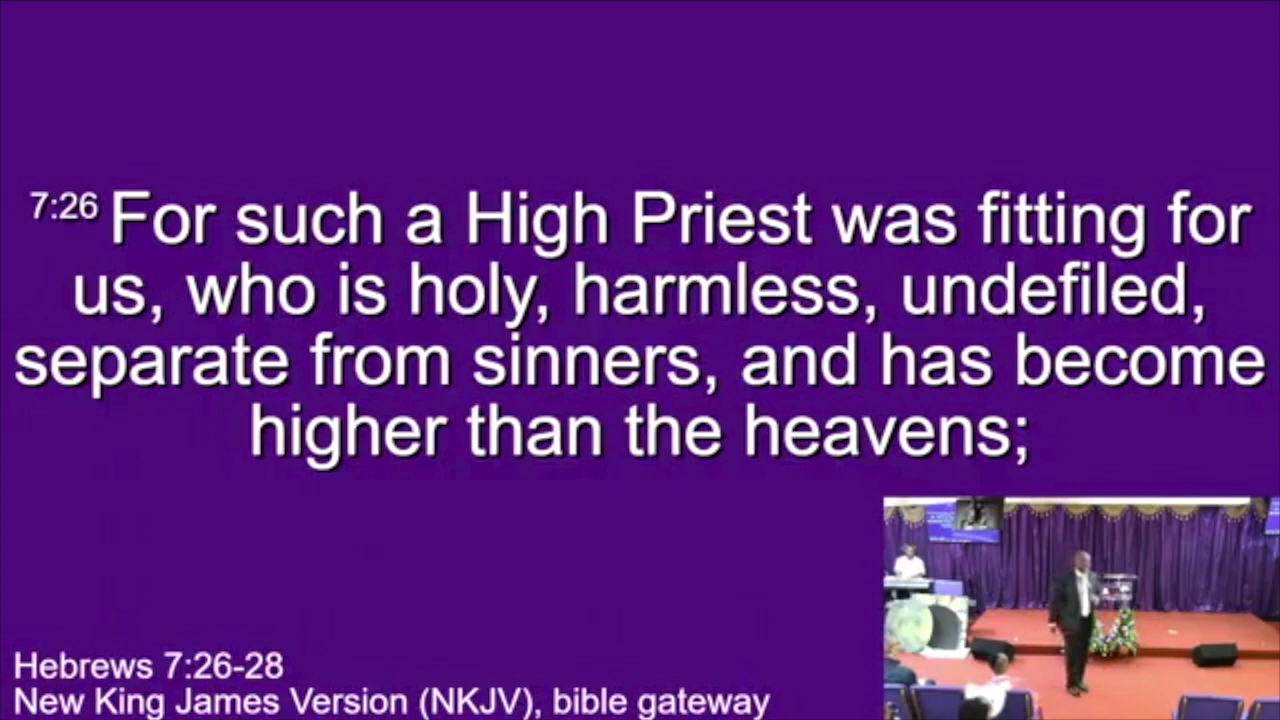 7:26 For such a High Priest was fitting for
us, who is holy, harmless, undefiled,
separate from sinners, and has become
higher than the heavens;
Hebrews 7:26-28
New King James Version (NKJV), bible gateway